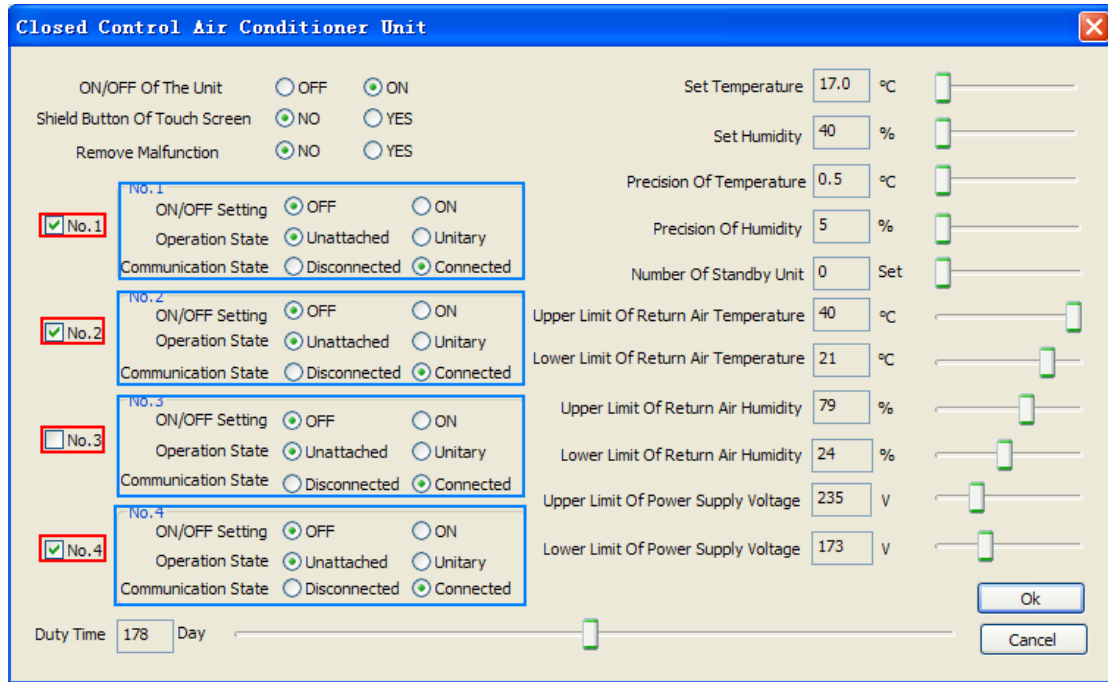 Closed Control Air Conditioner Unit
ON/OFF Of The Unit OFF ON
Shield Button Of Touch Screen NO YES
Remove Malfunction NO YES
No.1
No.1
ON/OFF Setting OFF ON
Operation State Unattached Unitary
Communication State Disconnected Connected
No.2
No.2
ON/OFF Setting OFF ON
Operation State Unattached Unitary
Communication State Disconnected Connected
No.3
No.3
ON/OFF Setting OFF ON
Operation State Unattached Unitary
Communication State Disconnected Connected
No.4
No.4
ON/OFF Setting OFF ON
Operation State Unattached Unitary
Communication State Disconnected Connected
Set Temperature 17.0 ℃
Set Humidity 40 %
Precision Of Temperature 0.5 ℃
Precision Of Humidity 5 %
Number Of Standby Unit 0 Set
Upper Limit Of Return Air Temperature 40 ℃
Lower Limit Of Return Air Temperature 21 ℃
Upper Limit Of Return Air Humidity 79 %
Lower Limit Of Return Air Humidity 24 %
Upper Limit Of Power Supply Voltage 235 V
Lower Limit Of Power Supply Voltage 173 V
Duty Time 178 Day
Ok
Cancel